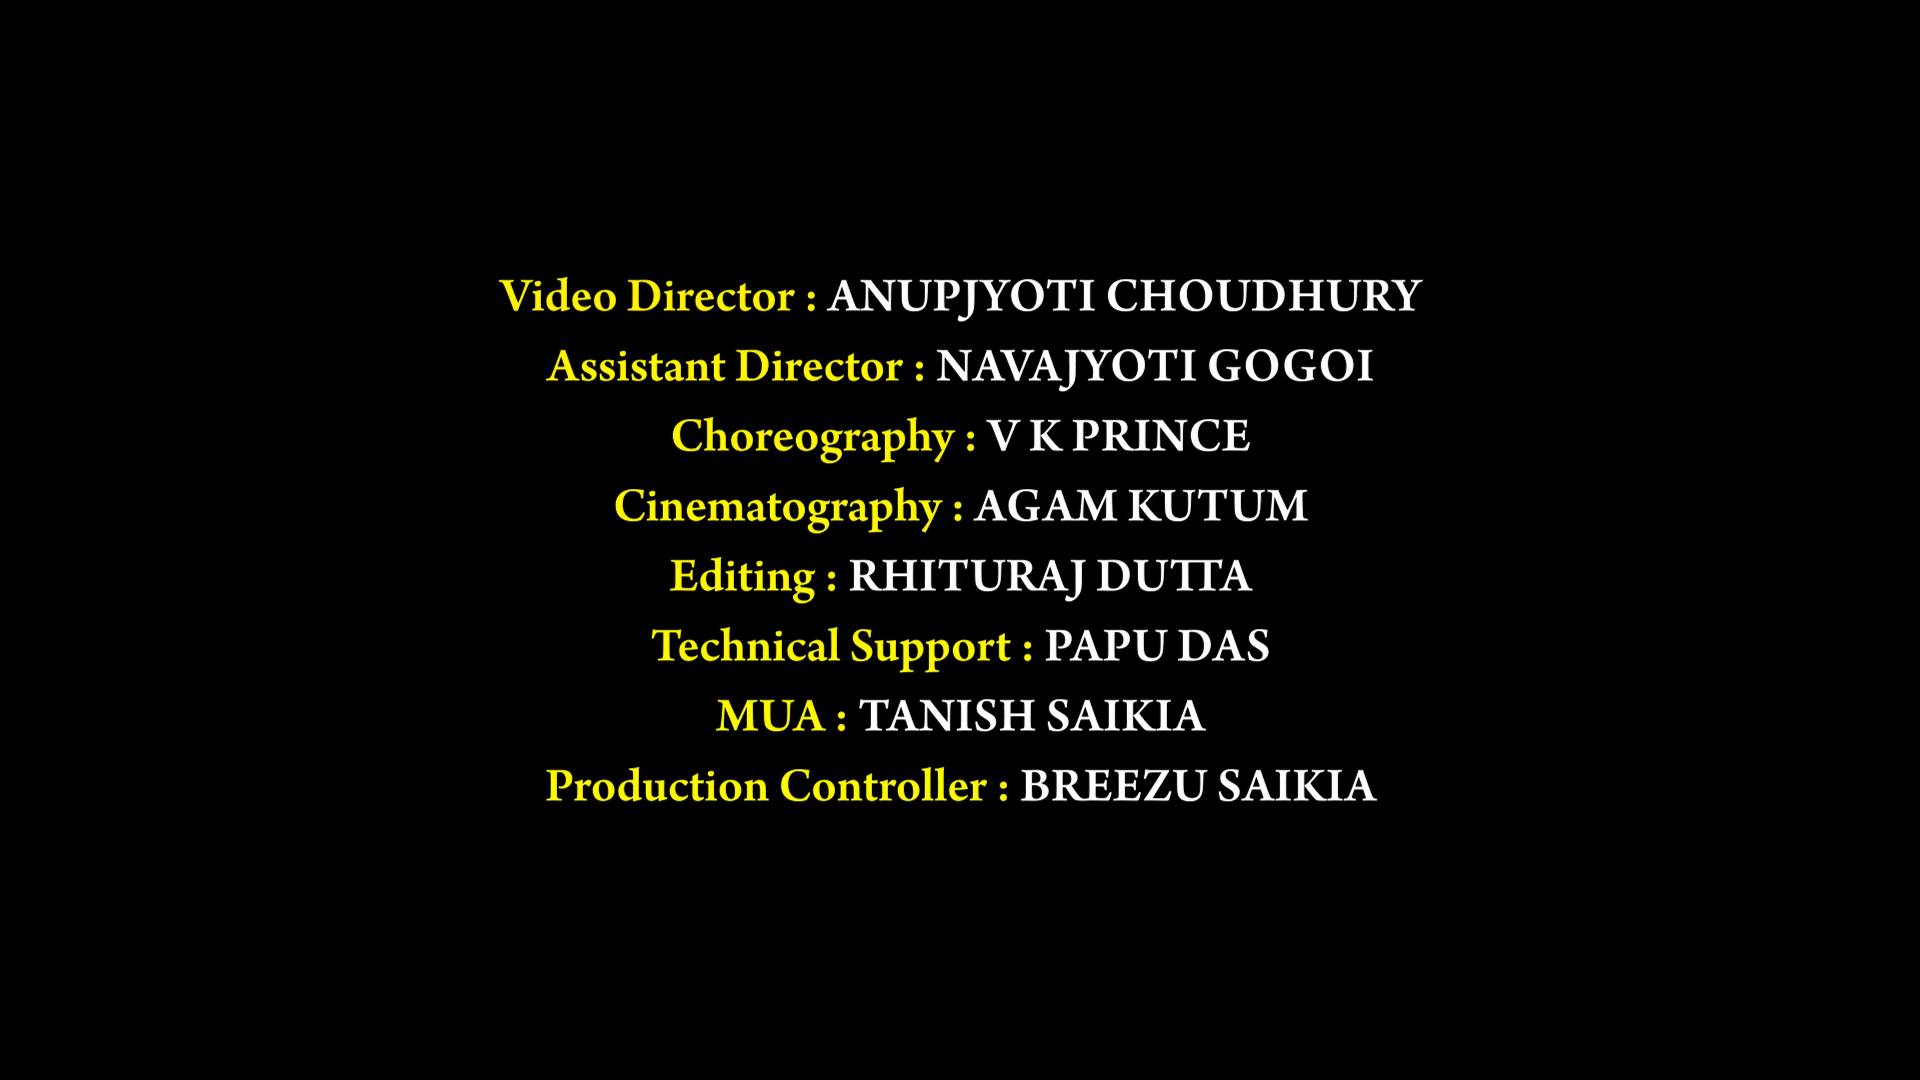 Video Director : ANUPJYOTI CHOUDHURY
Assistant Director : NAVAJYOTI GOGOI
Choreography : V K PRINCE
Cinematography : AGAM KUTUM
Editing : RHITURAJ DUTTA
Technical Support : PAPU DAS
MUA : TANISH SAIKIA
Production Controller : BREEZU SAIKIA